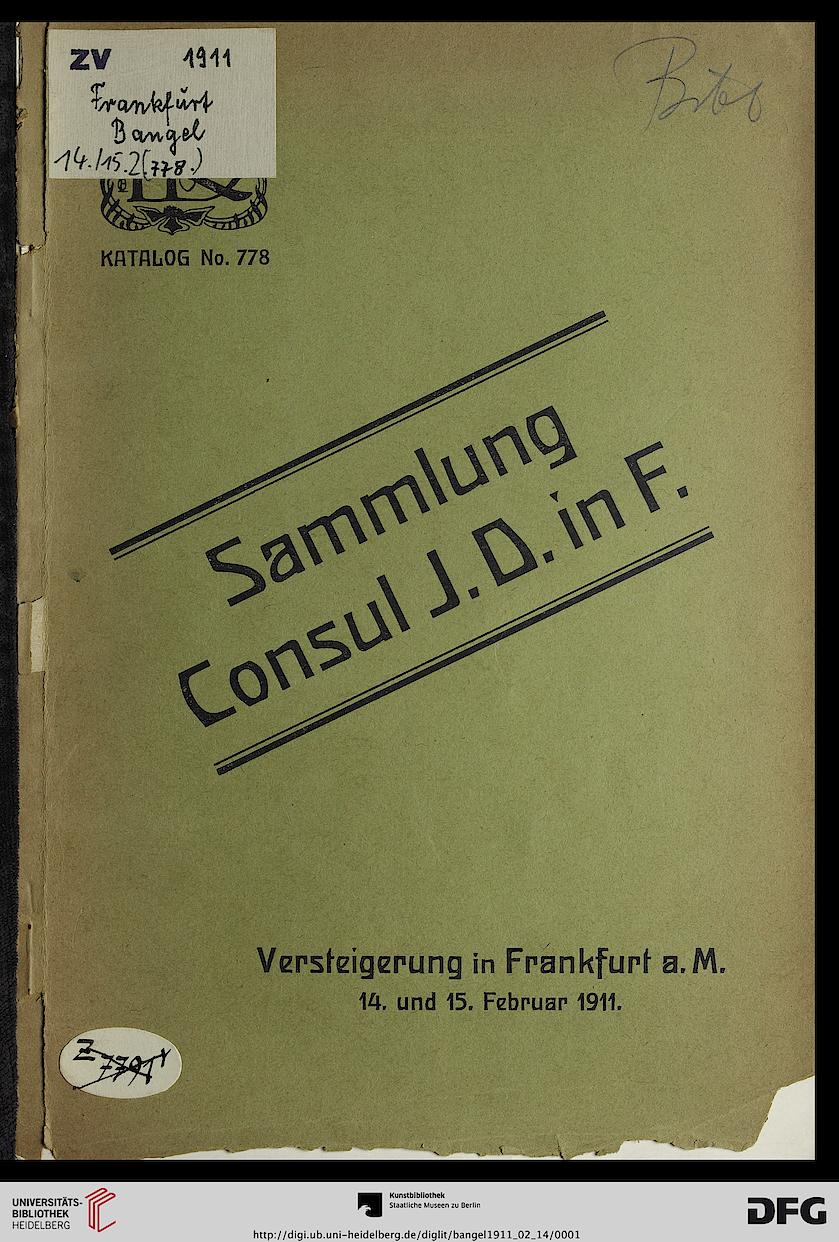 ZV 1911
Frankfurt
Bangel
14./15.2(778.)
KATALOG No. 778
Sammlung
Consul J. D. in F.
Versteigerung in Frankfurt a. M.
14. und 15. Februar 1911.
Z
UNIVERSITÄTS-
BIBLIOTHEK
HEIDELBERG
Kunstbibliothek
Staatliche Museen zu Berlin
DFG
http://digi.ub.uni-heidelberg.de/diglit/bangel1911_02_14/0001